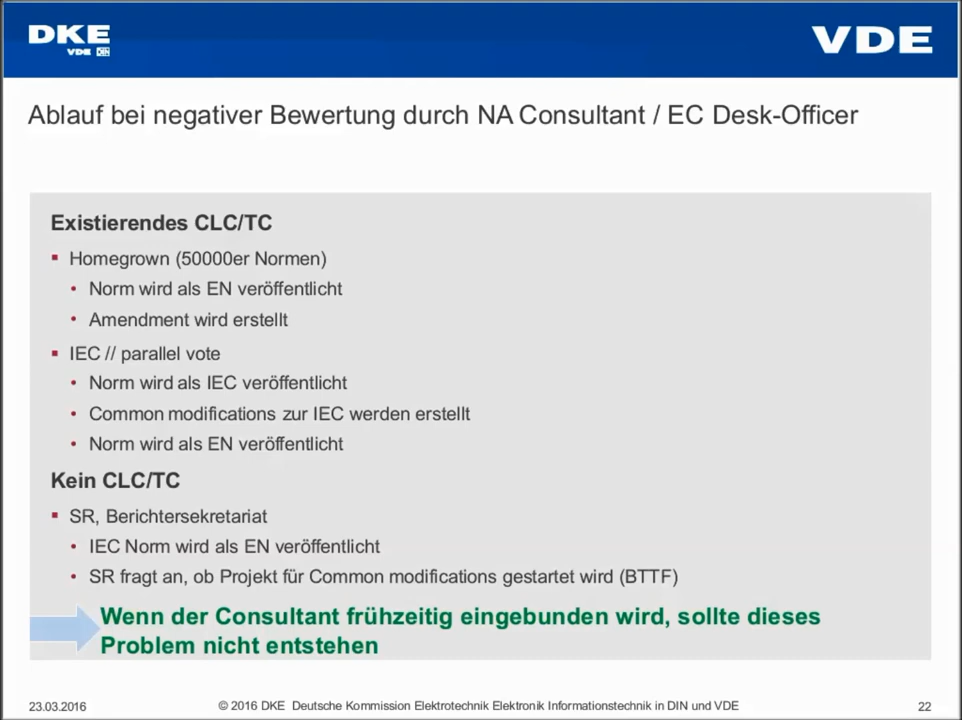 DKE
VDE DIN
VDE
Ablauf bei negativer Bewertung durch NA Consultant / EC Desk-Officer
Existierendes CLC/TC
▪ Homegrown (50000er Normen)
• Norm wird als EN veröffentlicht
• Amendment wird erstellt
▪ IEC // parallel vote
• Norm wird als IEC veröffentlicht
• Common modifications zur IEC werden erstellt
• Norm wird als EN veröffentlicht
Kein CLC/TC
▪ SR, Berichtersekretariat
• IEC Norm wird als EN veröffentlicht
• SR fragt an, ob Projekt für Common modifications gestartet wird (BTTF)
Wenn der Consultant frühzeitig eingebunden wird, sollte dieses
Problem nicht entstehen
23.03.2016
© 2016 DKE Deutsche Kommission Elektrotechnik Elektronik Informationstechnik in DIN und VDE
22